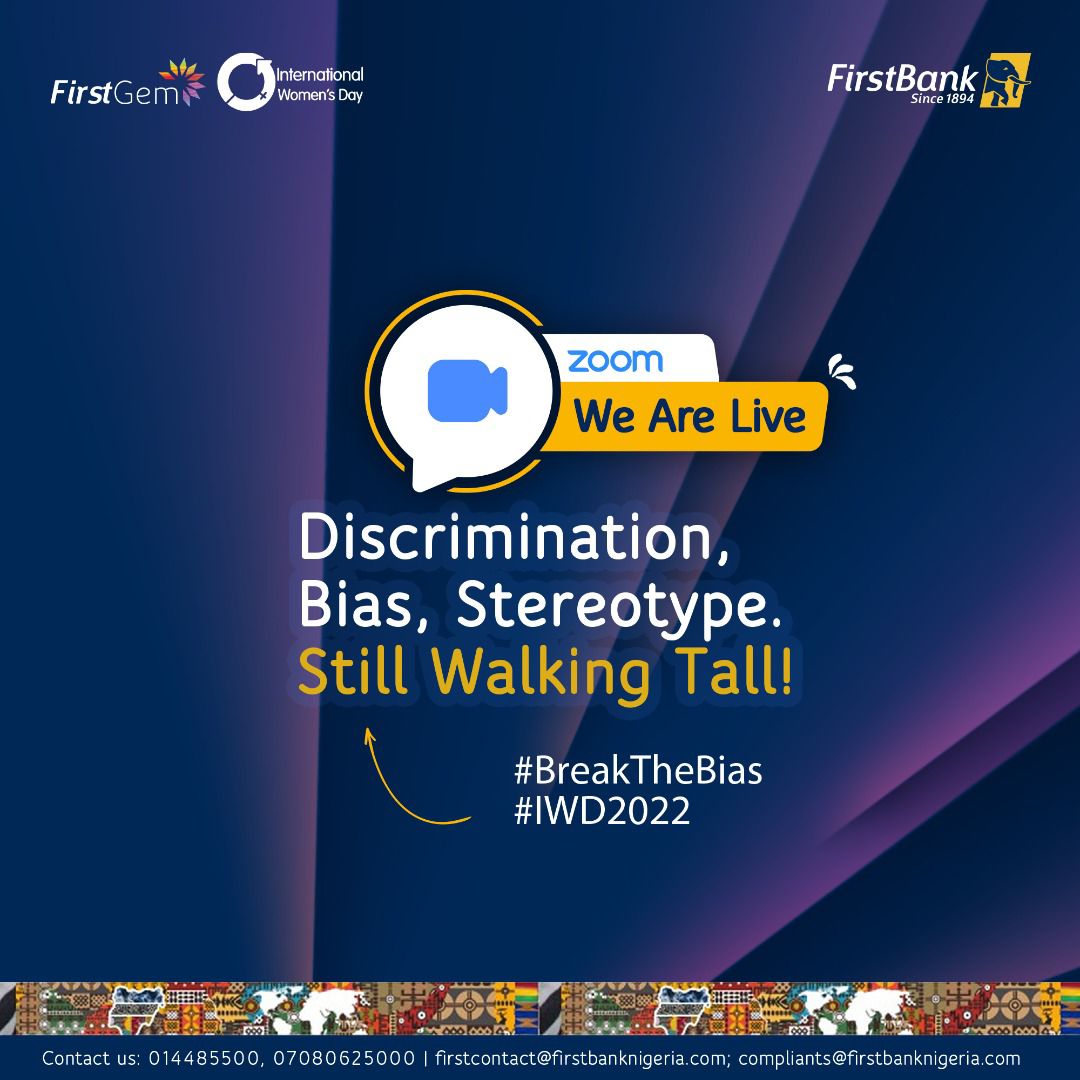 FirstGem
International
Women's Day
FirstBank
Since 1894
zoom
We Are Live
Discrimination,
Bias, Stereotype.
Still Walking Tall!
#BreakTheBias
#IWD2022
Contact us: 014485500, 07080625000 | firstcontact@firstbanknigeria.com; compliants@firstbanknigeria.com